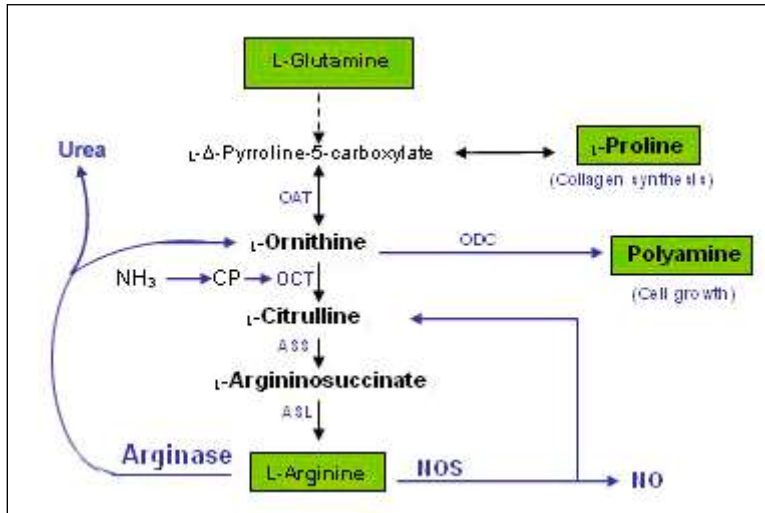 L-Glutamine
Urea
L-Δ-Pyrroline-5-carboxylate
L-Proline
(Collagen synthesis)
OAT
L-Ornithine
ODC
Polyamine
(Cell growth)
NH₃
CP
OCT
L-Citrulline
ASS
L-Argininosuccinate
ASL
Arginase
L-Arginine
NOS
NO